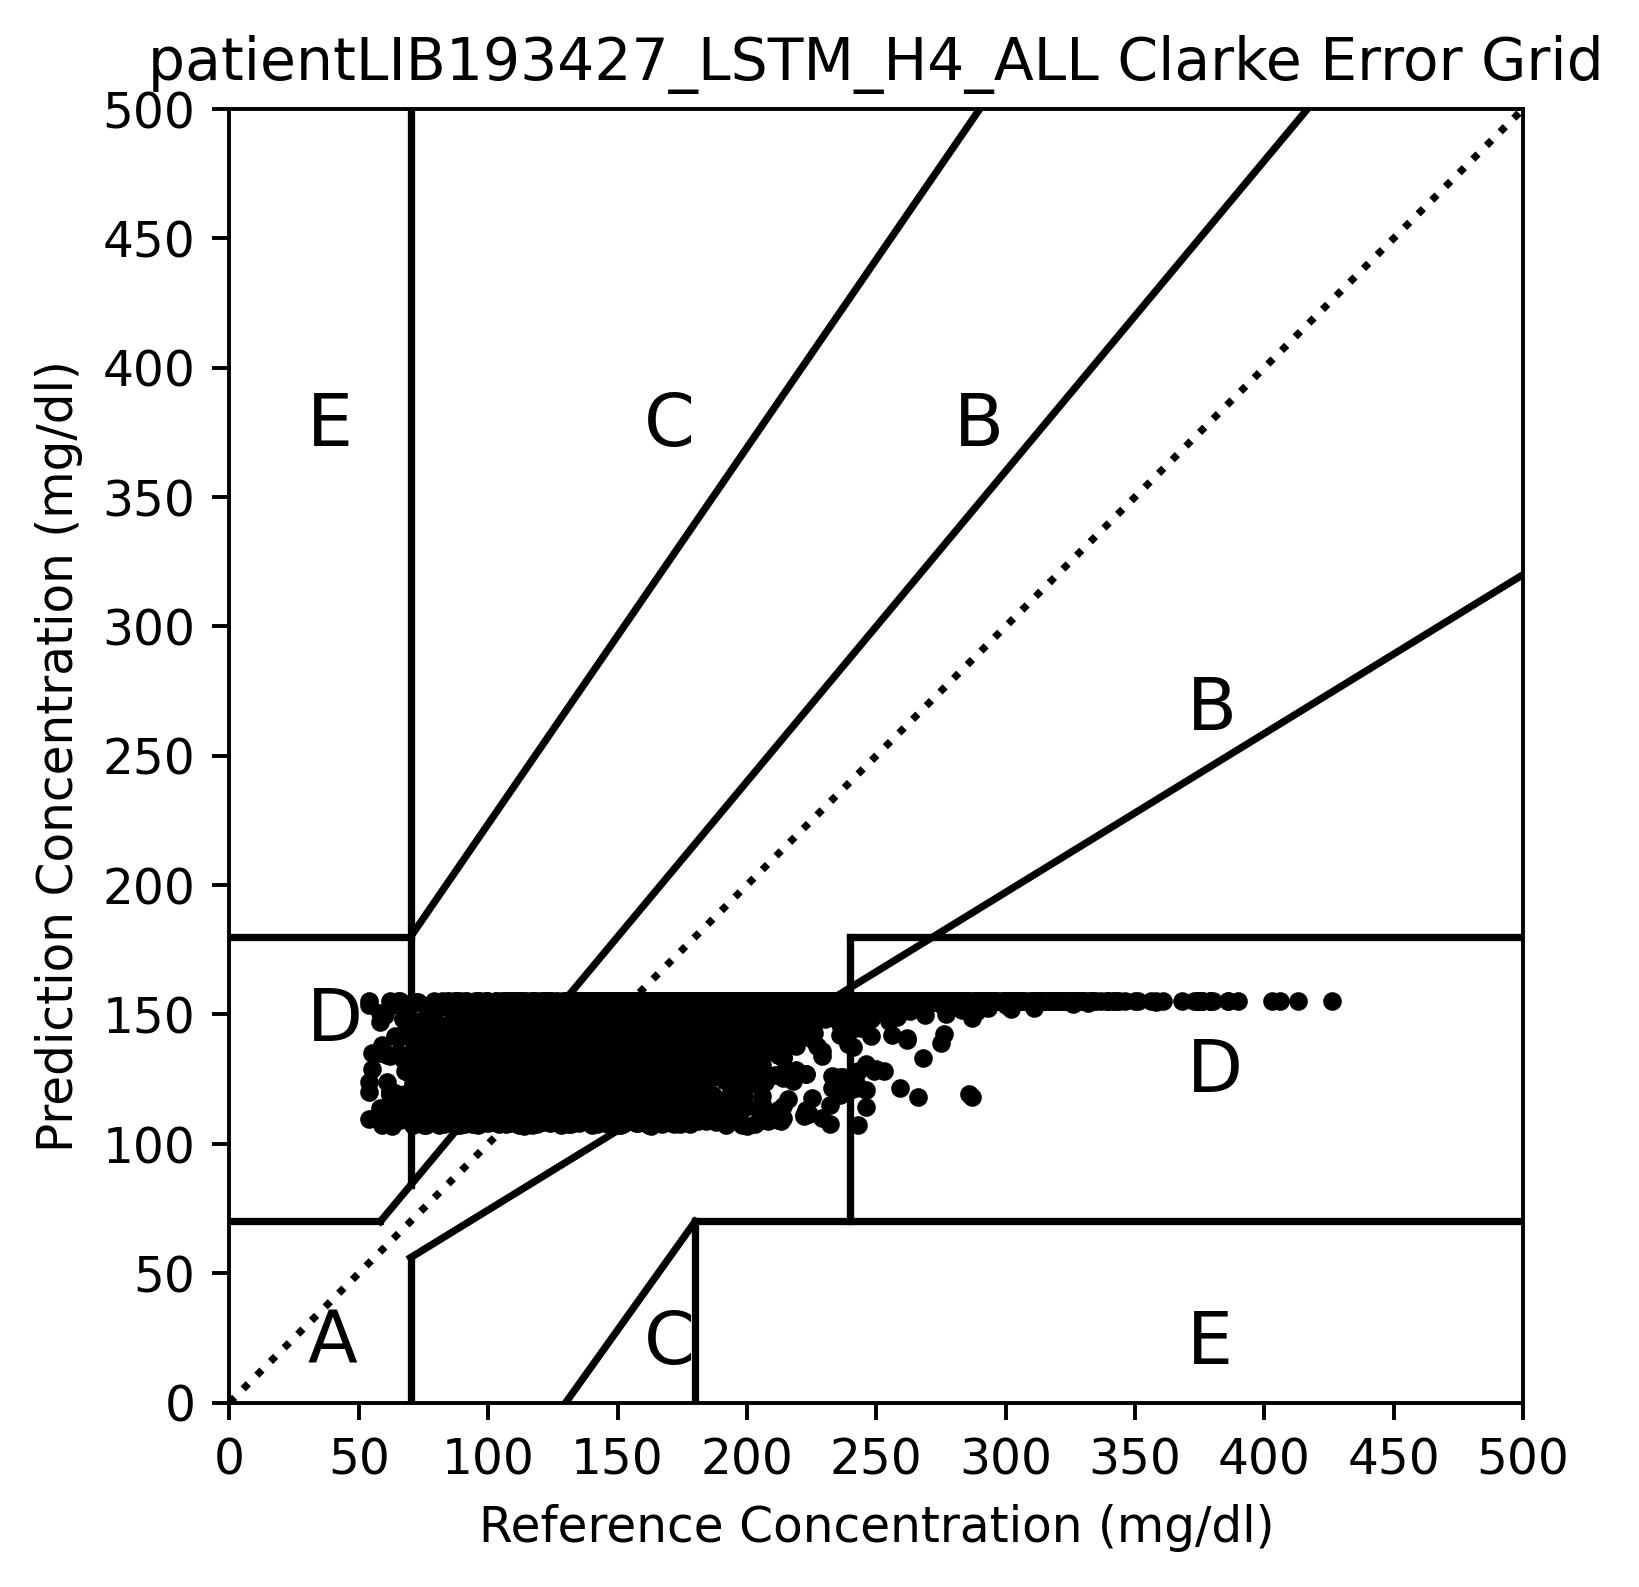 patientLIB193427_LSTM_H4_ALL Clarke Error Grid
Prediction Concentration (mg/dl)
500
450
400
350
300
250
200
150
100
50
0
E
C
B
B
D
D
A
C
E
0 50 100 150 200 250 300 350 400 450 500
Reference Concentration (mg/dl)